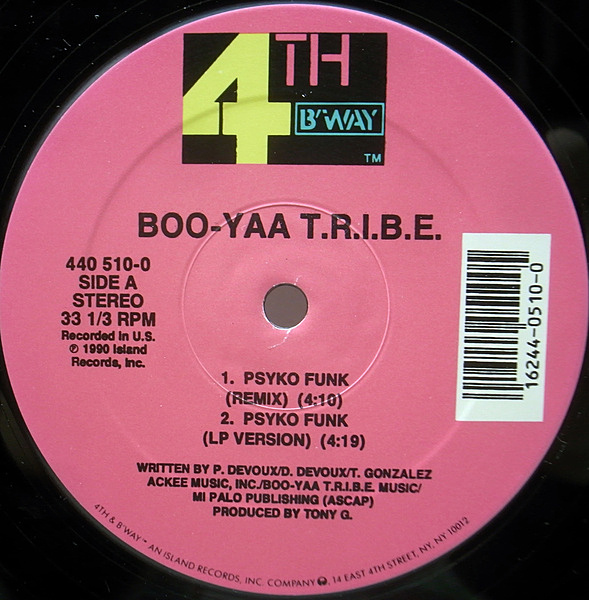 4TH
B'WAY
TM
BOO-YAA T.R.I.B.E.
440 510-0
SIDE A
STEREO
33 1/3 RPM
Recorded in U.S.
℗ 1990 Island
Records, Inc.
16244-0510-0
1. PSYKO FUNK
(REMIX) (4:10)
2. PSYKO FUNK
(LP VERSION) (4:19)
WRITTEN BY P. DEVOUX/D. DEVOUX/T. GONZALEZ
ACKEE MUSIC, INC./BOO-YAA T.R.I.B.E. MUSIC/
MI PALO PUBLISHING (ASCAP)
PRODUCED BY TONY G.
4TH & B'WAY™ AN ISLAND RECORDS, INC. COMPANY, 14 EAST 4TH STREET, NY, NY 10012